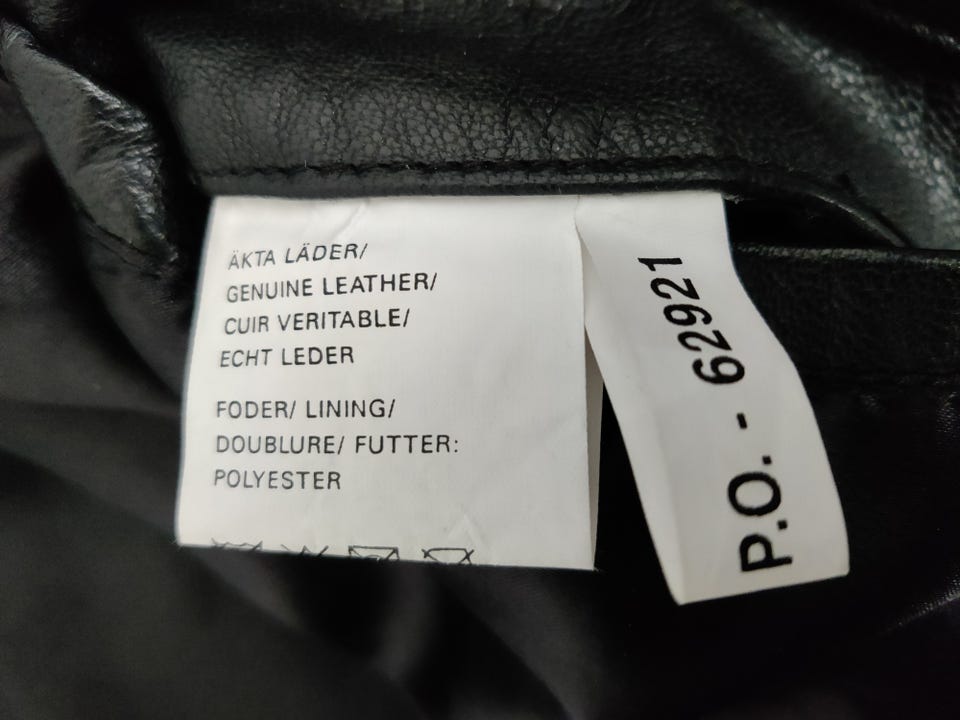 ÄKTA LÄDER/
GENUINE LEATHER/
CUIR VERITABLE/
ECHT LEDER
FODER/ LINING/
DOUBLURE/ FUTTER:
POLYESTER
P.O. - 62921